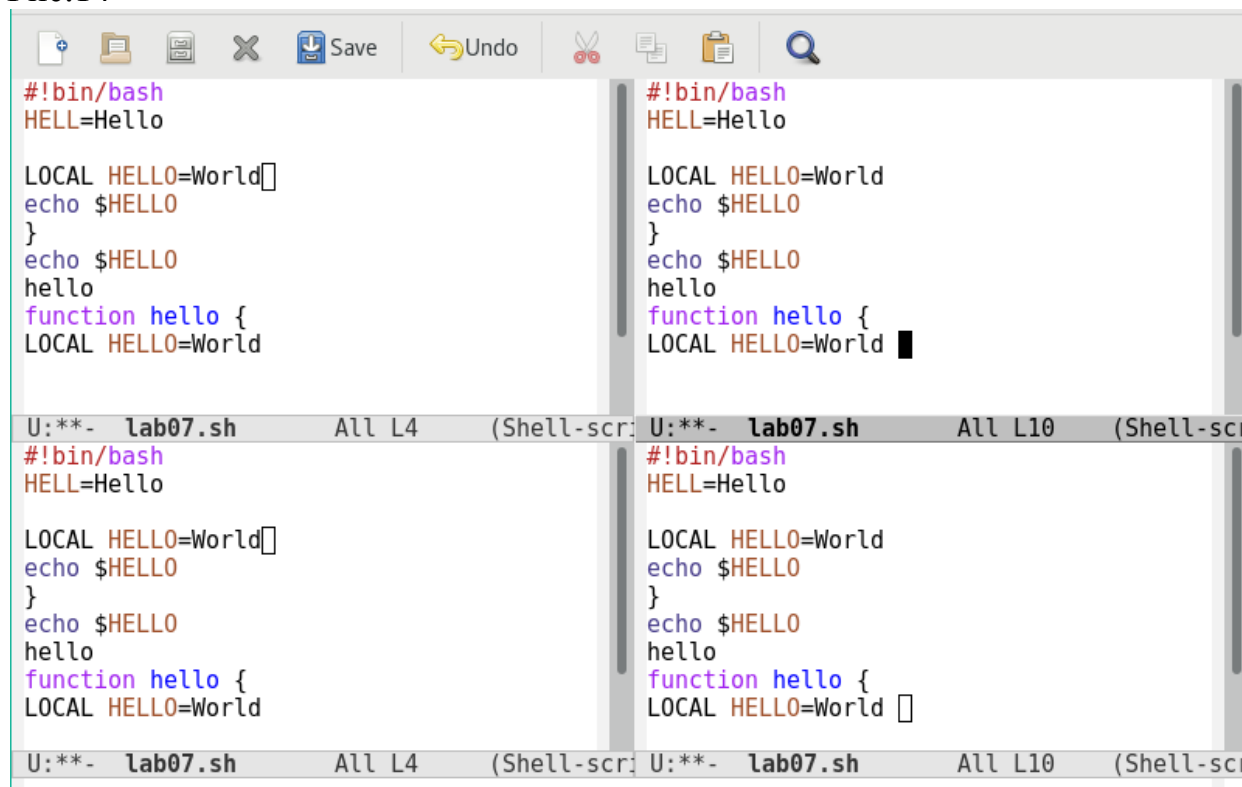 Save Undo
#!bin/bash
HELL=Hello
LOCAL HELLO=World
echo $HELLO
}
echo $HELLO
hello
function hello {
LOCAL HELLO=World
U:**- lab07.sh All L4 (Shell-scri
#!bin/bash
HELL=Hello
LOCAL HELLO=World
echo $HELLO
}
echo $HELLO
hello
function hello {
LOCAL HELLO=World
U:**- lab07.sh All L10 (Shell-scr
#!bin/bash
HELL=Hello
LOCAL HELLO=World
echo $HELLO
}
echo $HELLO
hello
function hello {
LOCAL HELLO=World
U:**- lab07.sh All L4 (Shell-scri
#!bin/bash
HELL=Hello
LOCAL HELLO=World
echo $HELLO
}
echo $HELLO
hello
function hello {
LOCAL HELLO=World
U:**- lab07.sh All L10 (Shell-scr